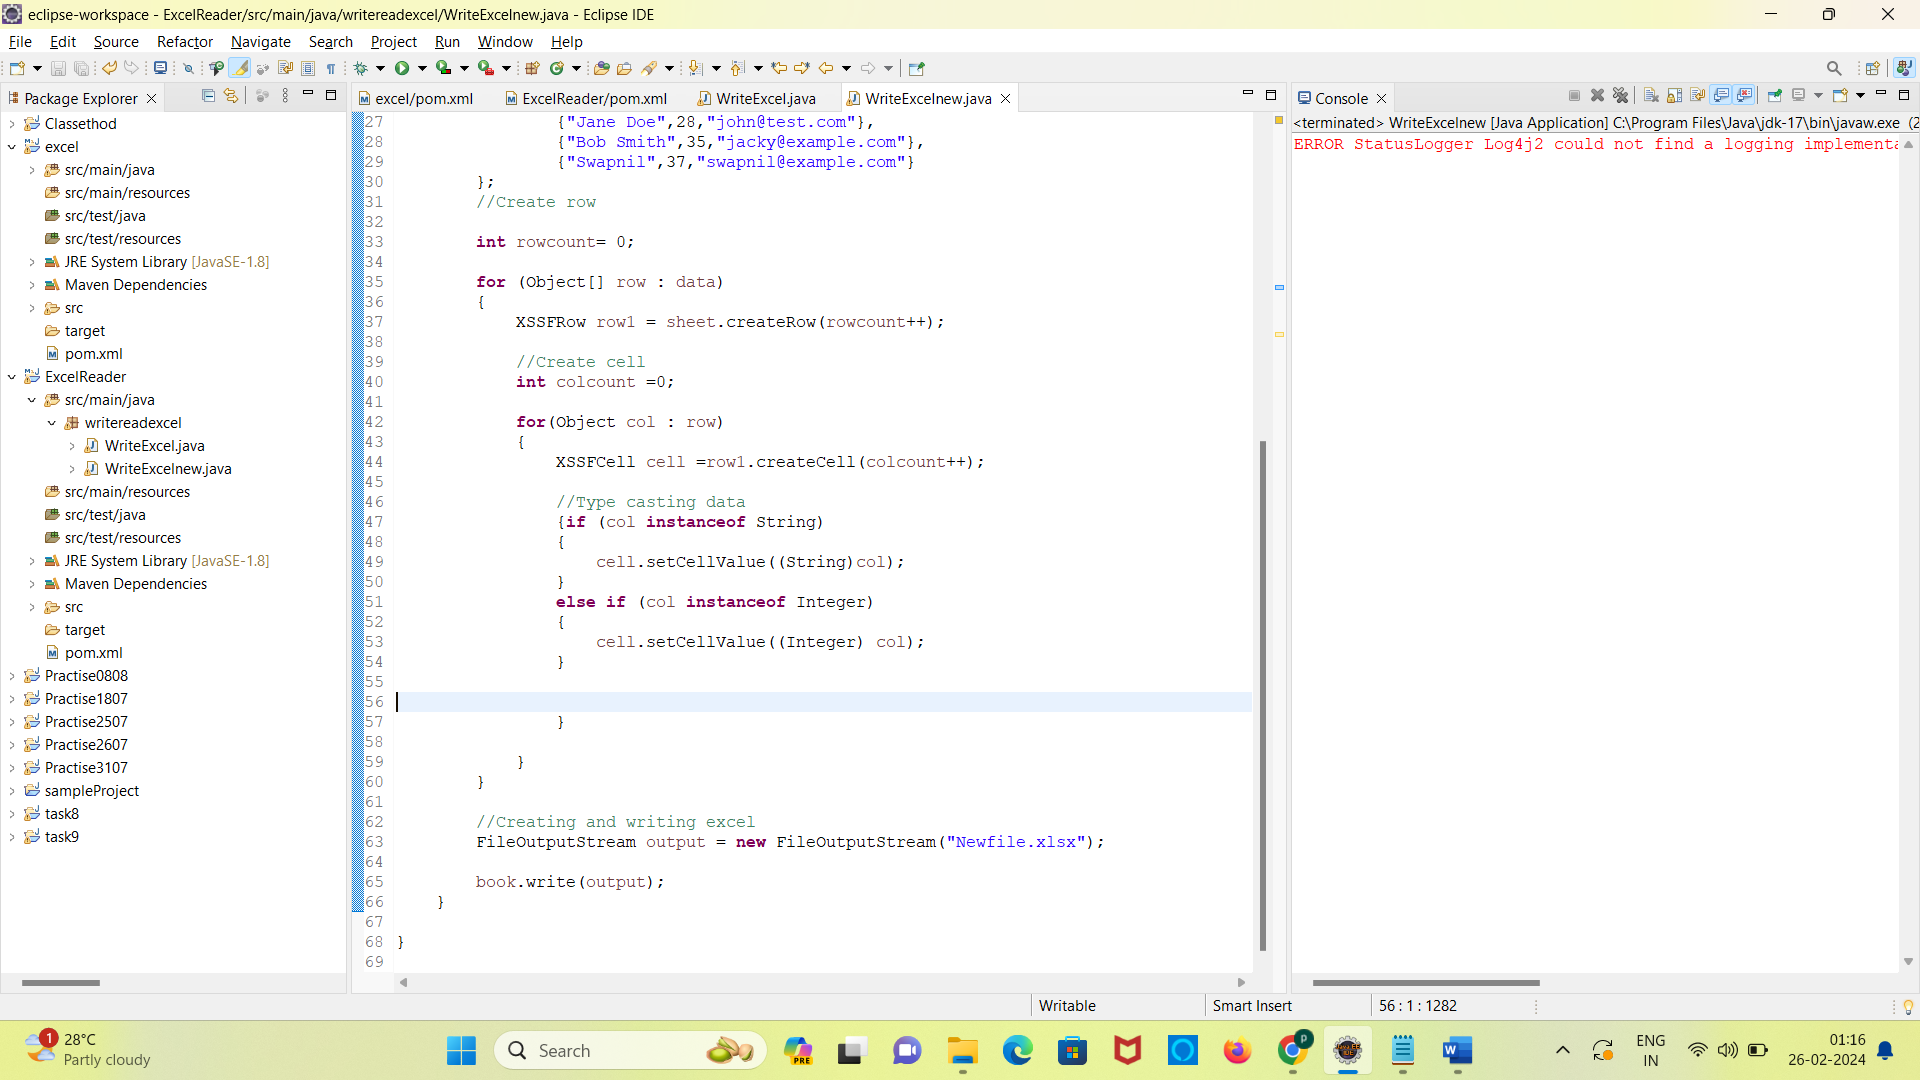 eclipse-workspace - ExcelReader/src/main/java/writereadexcel/WriteExcelnew.java - Eclipse IDE
File Edit Source Refactor Navigate Search Project Run Window Help
Package Explorer
Classethod
excel
src/main/java
src/main/resources
src/test/java
src/test/resources
JRE System Library [JavaSE-1.8]
Maven Dependencies
src
target
pom.xml
ExcelReader
src/main/java
writereadexcel
WriteExcel.java
WriteExcelnew.java
src/main/resources
src/test/java
src/test/resources
JRE System Library [JavaSE-1.8]
Maven Dependencies
src
target
pom.xml
Practise0808
Practise1807
Practise2507
Practise2607
Practise3107
sampleProject
task8
task9
excel/pom.xml ExcelReader/pom.xml WriteExcel.java WriteExcelnew.java
27 {"Jane Doe",28,"john@test.com"},
28 {"Bob Smith",35,"jacky@example.com"},
29 {"Swapnil",37,"swapnil@example.com"}
30 };
31 //Create row
32
33 int rowcount= 0;
34
35 for (Object[] row : data)
36 {
37 XSSFRow row1 = sheet.createRow(rowcount++);
38
39 //Create cell
40 int colcount =0;
41
42 for(Object col : row)
43 {
44 XSSFCell cell =row1.createCell(colcount++);
45
46 //Type casting data
47 {if (col instanceof String)
48 {
49 cell.setCellValue((String)col);
50 }
51 else if (col instanceof Integer)
52 {
53 cell.setCellValue((Integer) col);
54 }
55
56
57 }
58
59 }
60 }
61
62 //Creating and writing excel
63 FileOutputStream output = new FileOutputStream("Newfile.xlsx");
64
65 book.write(output);
66 }
67
68 }
69
Console
<terminated> WriteExcelnew [Java Application] C:\Program Files\Java\jdk-17\bin\javaw.exe (2
ERROR StatusLogger Log4j2 could not find a logging implementa
Writable Smart Insert 56 : 1 : 1282
1
28°C
Partly cloudy
Search
PRE
P
ENG
IN
01:16
26-02-2024